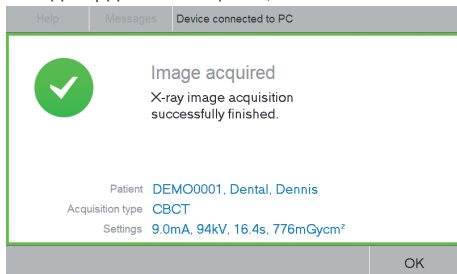 Help Messages Device connected to PC
Image acquired
X-ray image acquisition
successfully finished.
Patient DEMO0001, Dental, Dennis
Acquisition type CBCT
Settings 9.0mA, 94kV, 16.4s, 776mGycm²
OK